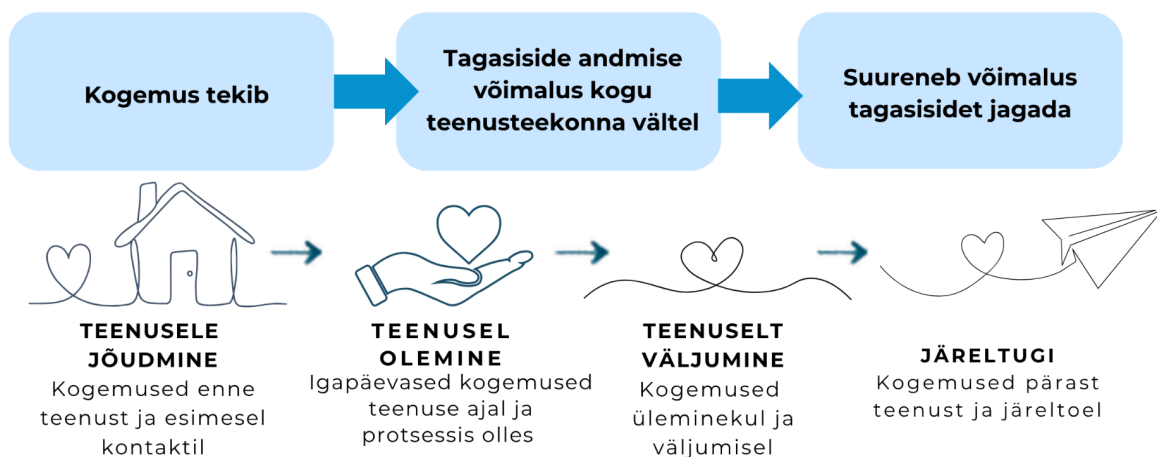 Kogemus tekib
Tagasiside andmise
võimalus kogu
teenusteekonna vältel
Suureneb võimalus
tagasisidet jagada
TEENUSELE
JÕUDMINE
Kogemused enne
teenust ja esimesel
kontaktil
TEENUSEL
OLEMINE
Igapäevased kogemused
teenuse ajal ja
protsessis olles
TEENUSELT
VÄLJUMINE
Kogemused
üleminekul ja
väljumisel
JÄRELTUGI
Kogemused pärast
teenust ja järeltoel